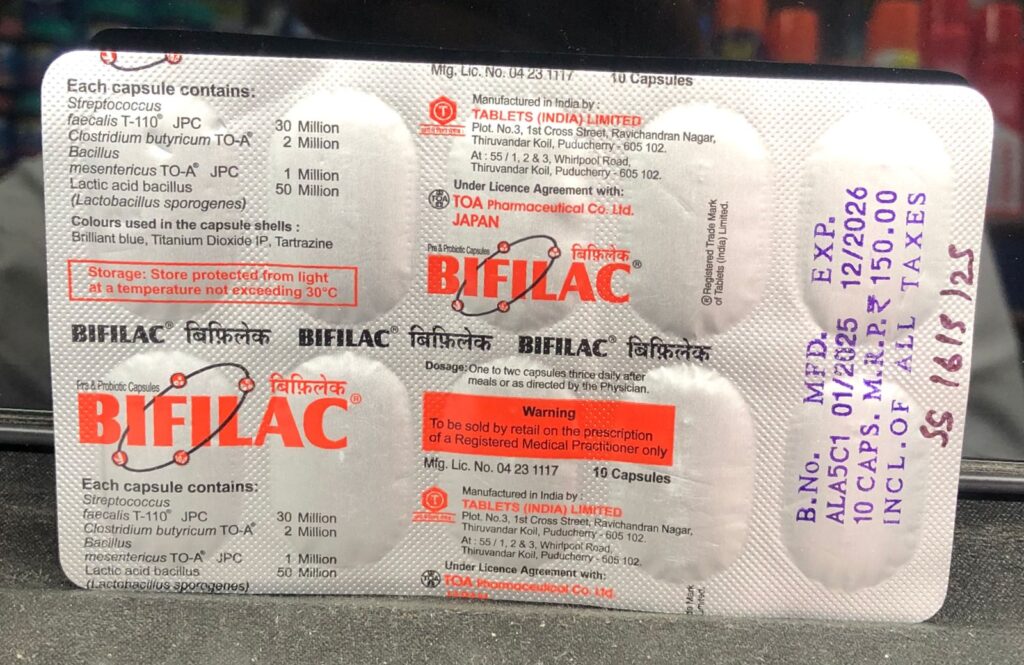 Each capsule contains:
Streptococcus
faecalis T-110® JPC 30 Million
Clostridium butyricum TO-A® 2 Million
Bacillus
mesentericus TO-A® JPC 1 Million
Lactic acid bacillus 50 Million
(Lactobacillus sporogenes)
Colours used in the capsule shells :
Brilliant blue, Titanium Dioxide IP, Tartrazine
Storage: Store protected from light
at a temperature not exceeding 30°C
Mfg. Lic. No. 04 23 1117 10 Capsules
Manufactured in India by :
TABLETS (INDIA) LIMITED
Plot. No.3, 1st Cross Street, Ravichandran Nagar,
Thiruvandar Koil, Puducherry - 605 102.
At : 55 / 1, 2 & 3, Whirlpool Road,
Thiruvandar Koil, Puducherry - 605 102.
Under Licence Agreement with:
TOA Pharmaceutical Co. Ltd.
JAPAN
Pre & Probiotic Capsules
बिफ़िलेक
BIFILAC®
® Registered Trade Mark
of Tablets (India) Limited.
BIFILAC® बिफ़िलेक BIFILAC® बिफ़िलेक BIFILAC® बिफ़िलेक
Pre & Probiotic Capsules
बिफ़िलेक
BIFILAC®
Dosage: One to two capsules thrice daily after
meals or as directed by the Physician.
Warning
To be sold by retail on the prescription
of a Registered Medical Practitioner only
Mfg. Lic. No. 04 23 1117 10 Capsules
Each capsule contains:
Streptococcus
faecalis T-110® JPC 30 Million
Clostridium butyricum TO-A® 2 Million
Bacillus
mesentericus TO-A® JPC 1 Million
Lactic acid bacillus 50 Million
(Lactobacillus sporogenes)
Manufactured in India by :
TABLETS (INDIA) LIMITED
Plot. No.3, 1st Cross Street, Ravichandran Nagar,
Thiruvandar Koil, Puducherry - 605 102.
At : 55 / 1, 2 & 3, Whirlpool Road,
Thiruvandar Koil, Puducherry - 605 102.
Under Licence Agreement with:
TOA Pharmaceutical Co. Ltd.
B.No. MFD. EXP.
ALA5C1 01/2025 12/2026
10 CAPS. M.R.P.₹ 150.00
INCL.OF ALL TAXES